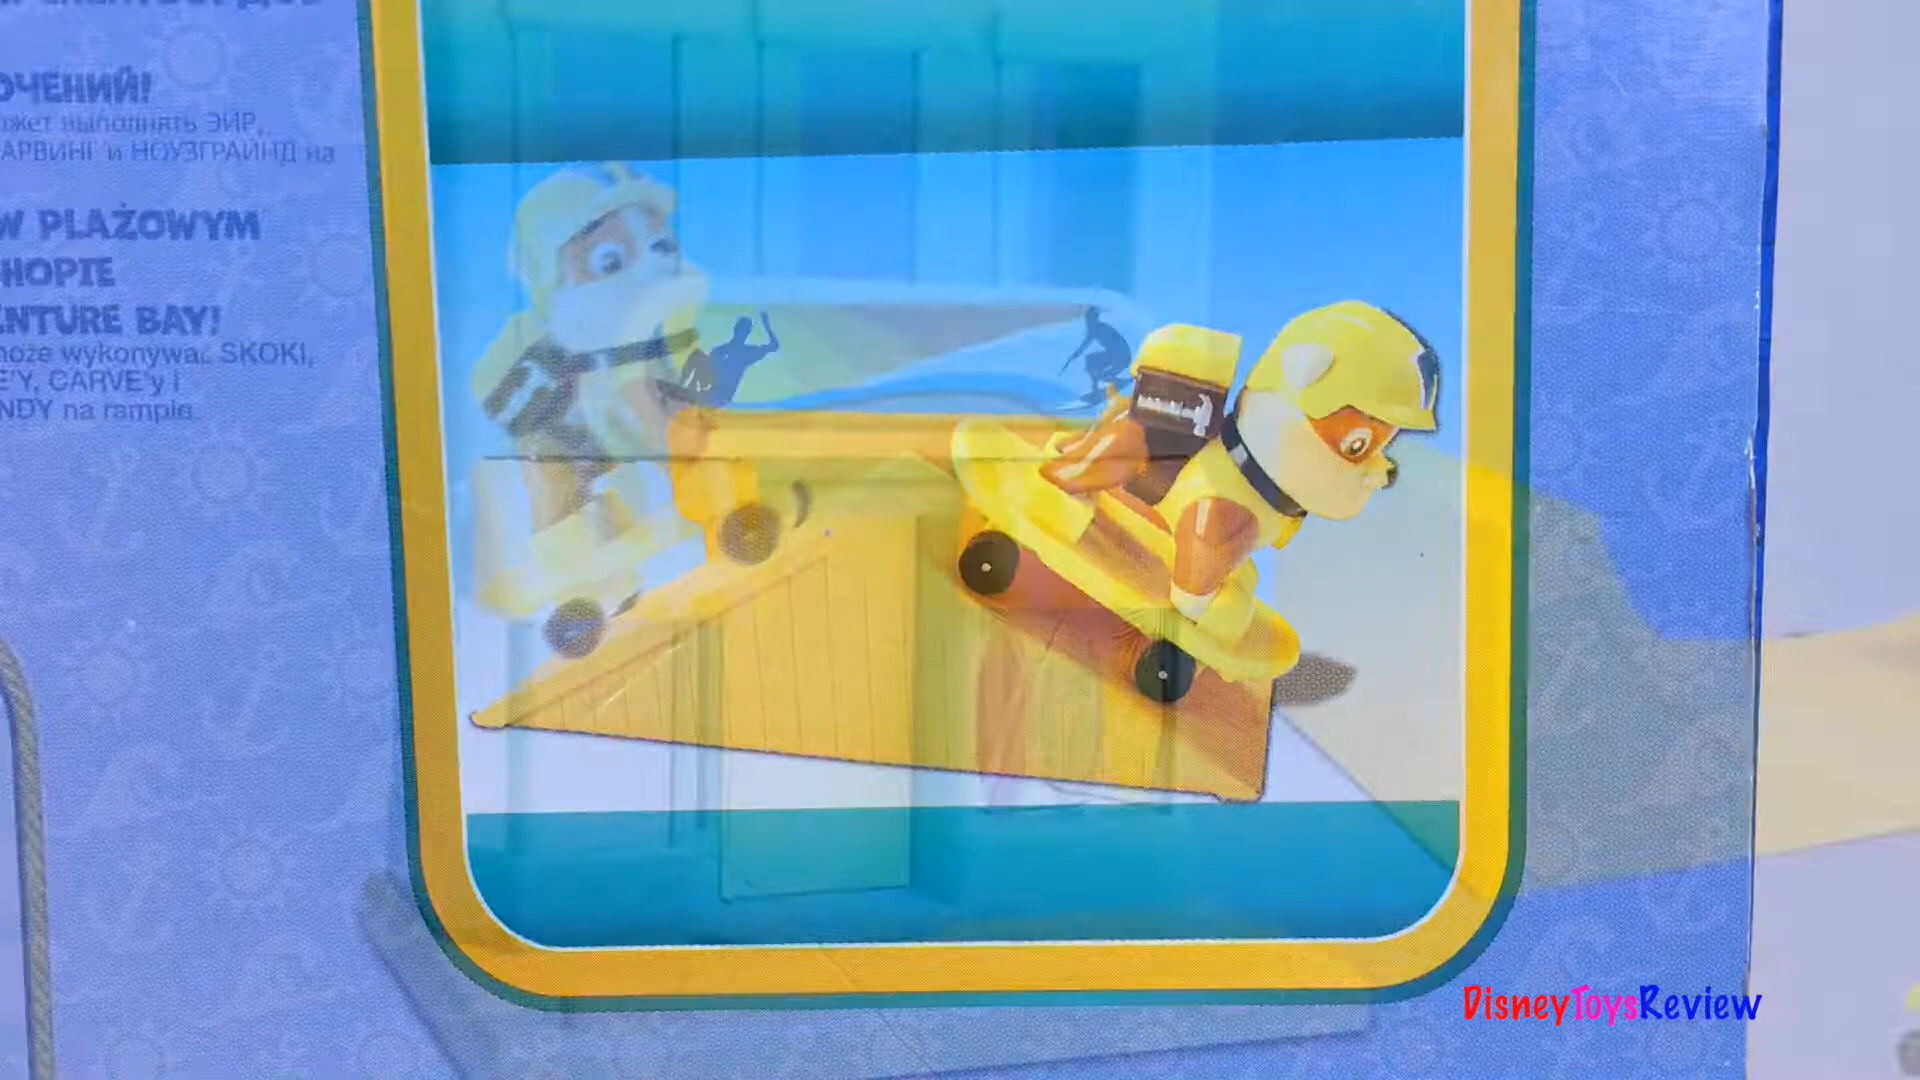 ОЧЕНИЙ!
ожет выполнять ЭЙР,
АРВИНГ и НОУЗГРАЙНД на
W PLAŻOWYM
HOPIE
ENTURE BAY!
może wykonywać SKOKI,
E'Y, CARVE'y i
NDY na rampie.
DisneyToysReview